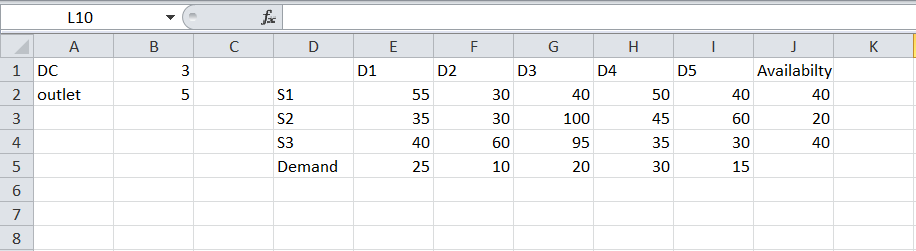 L10 fx
A B C D E F G H I J K
1 DC 3 D1 D2 D3 D4 D5 Availabilty
2 outlet 5 S1 55 30 40 50 40 40
3 S2 35 30 100 45 60 20
4 S3 40 60 95 35 30 40
5 Demand 25 10 20 30 15
6
7
8